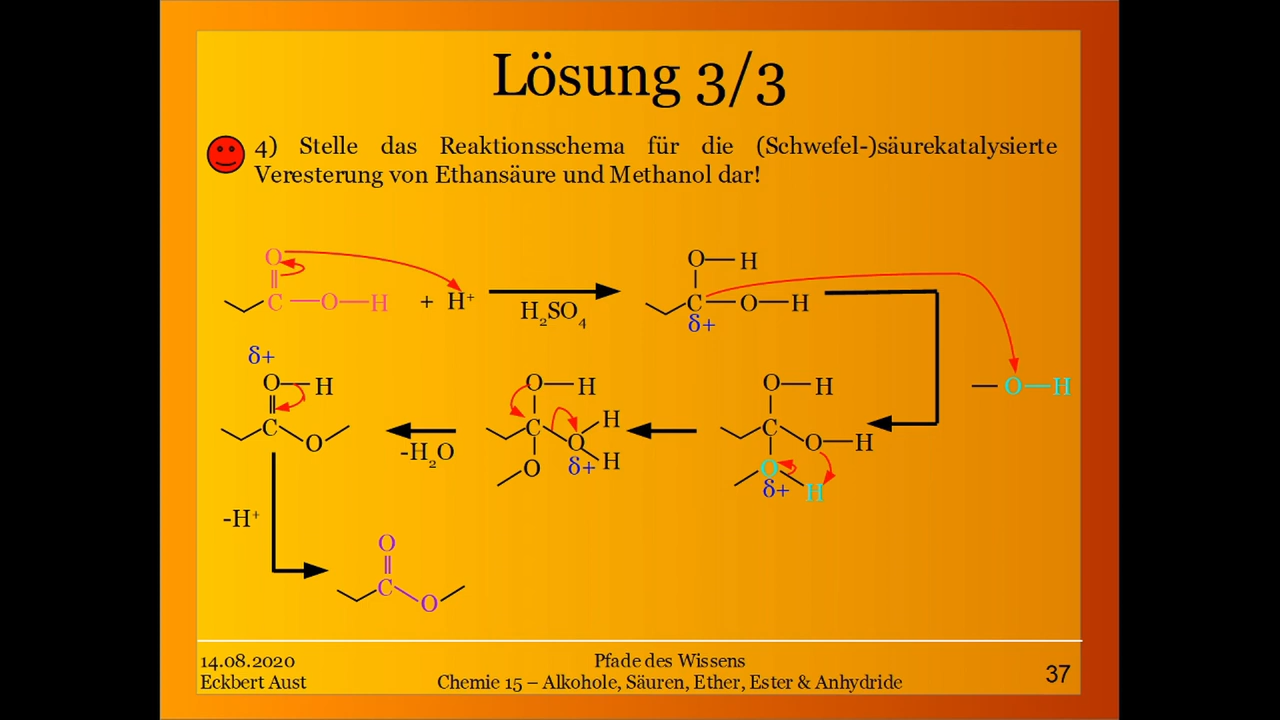 Lösung 3/3
4) Stelle das Reaktionsschema für die (Schwefel-)säurekatalysierte
Veresterung von Ethansäure und Methanol dar!
O
C O H + H⁺
H₂SO₄
O H
C O H
δ+
O H
δ+
O H
C
O
-H₂O
O H
C
H
O
δ+ H
O
O H
C
O H
O
δ+ H
-H⁺
O
C
O
14.08.2020
Eckbert Aust
Pfade des Wissens
Chemie 15 – Alkohole, Säuren, Ether, Ester & Anhydride
37